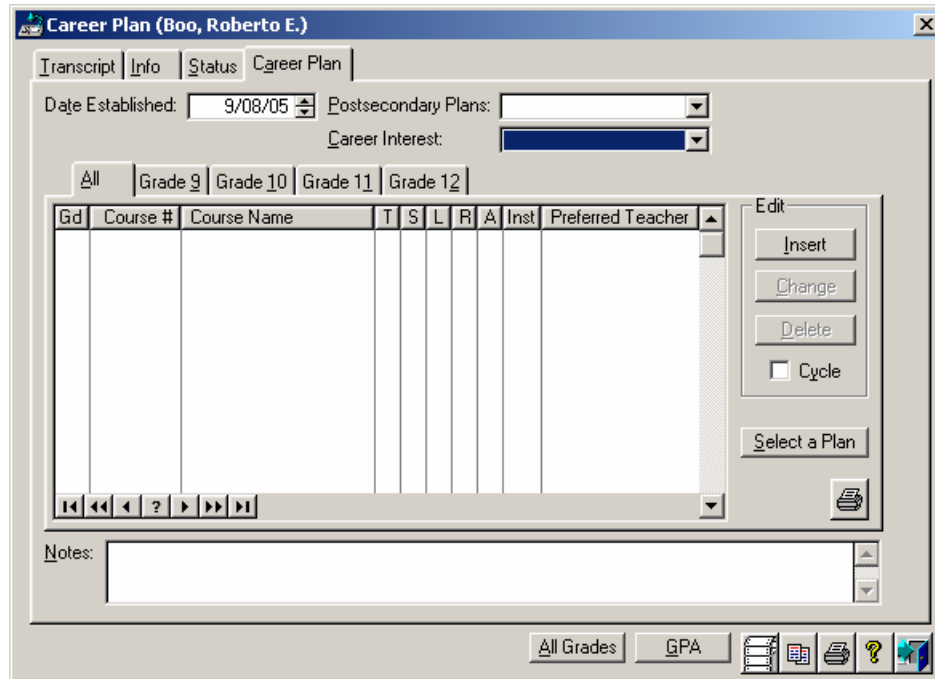 Career Plan (Boo, Roberto E.)
Transcript Info Status Career Plan
Date Established: 9/08/05 Postsecondary Plans:
Career Interest:
All Grade 9 Grade 10 Grade 11 Grade 12
Gd Course # Course Name T S L R A Inst Preferred Teacher Edit
Insert
Change
Delete
Cycle
Select a Plan
?
Notes:
All Grades GPA ?